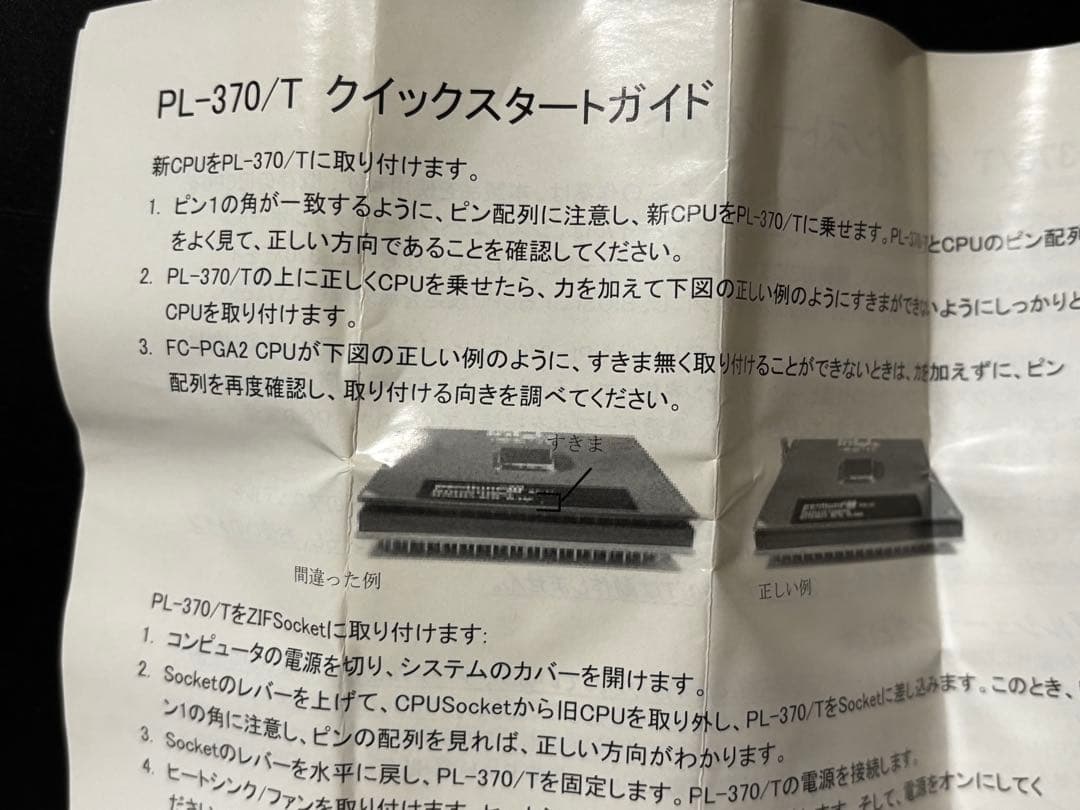 PL-370/T クイックスタートガイド
新CPUをPL-370/Tに取り付けます。
1. ピン1の角が一致するように、ピン配列に注意し、新CPUをPL-370/Tに乗せます。PL-370/TとCPUのピン配列
をよく見て、正しい方向であることを確認してください。
2. PL-370/Tの上に正しくCPUを乗せたら、力を加えて下図の正しい例のようにすきまができないようにしっかりと
CPUを取り付けます。
3. FC-PGA2 CPUが下図の正しい例のように、すきま無く取り付けることができないときは、力を加えずに、ピン
配列を再度確認し、取り付ける向きを調べてください。
すきま
間違った例
正しい例
PL-370/TをZIFSocketに取り付けます:
1. コンピュータの電源を切り、システムのカバーを開けます。
2. Socketのレバーを上げて、CPUSocketから旧CPUを取り外し、PL-370/TをSocketに差し込みます。このとき、
ン1の角に注意し、ピンの配列を見れば、正しい方向がわかります。
3. Socketのレバーを水平に戻し、PL-370/Tを固定します。PL-370/Tの電源を接続します。
4. ヒートシンク/ファンを取り付けます。 ます。そして、電源をオンにしてく
ださい